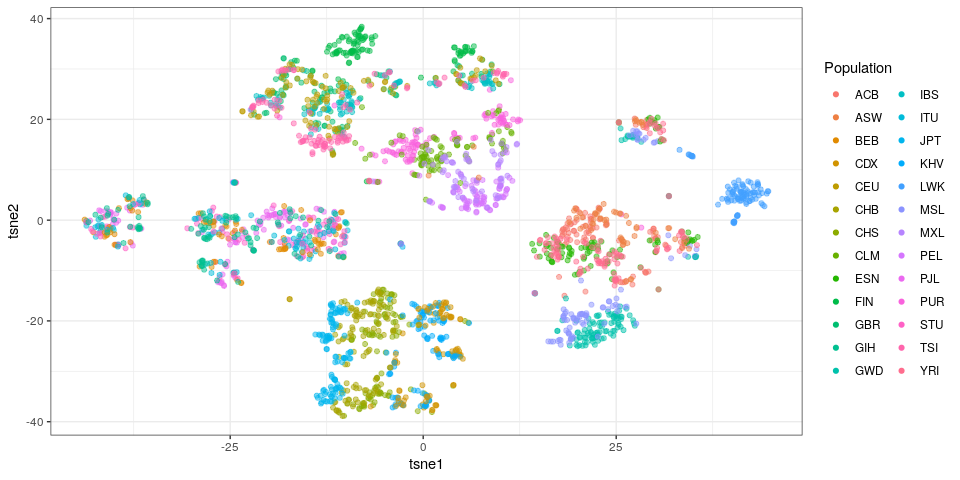 Population
ACB IBS
ASW ITU
BEB JPT
CDX KHV
CEU LWK
CHB MSL
CHS MXL
CLM PEL
ESN PJL
FIN PUR
GBR STU
GIH TSI
GWD YRI
40
20
0
-20
-40
tsne2
-25 0 25
tsne1